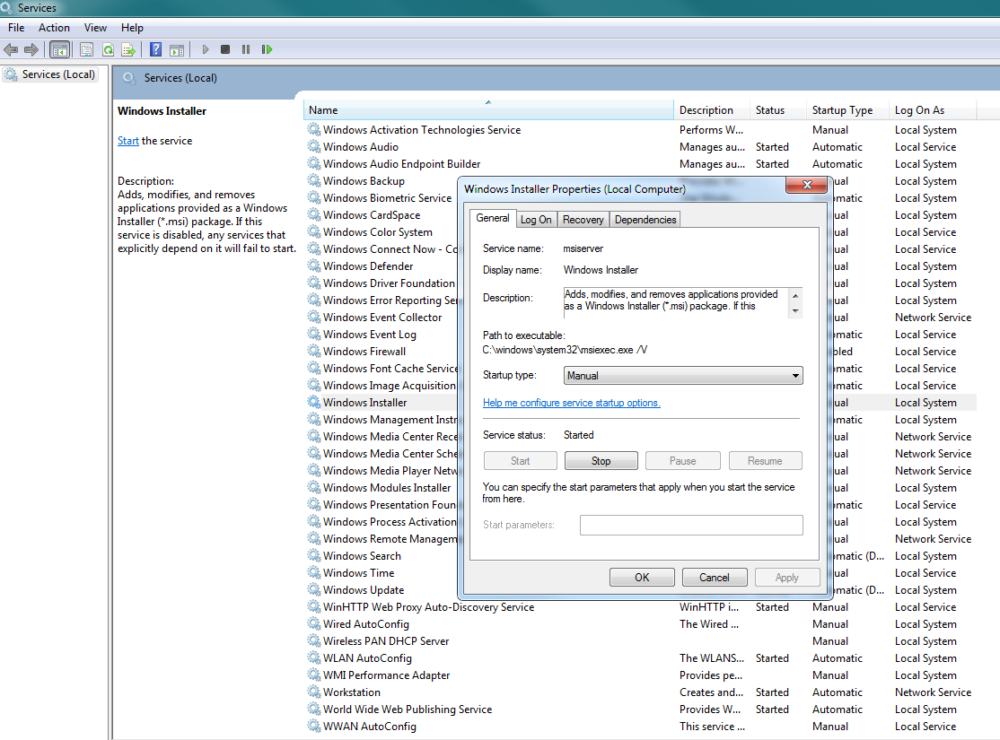 Services
File Action View Help
Services (Local)
Services (Local)
Windows Installer
Start the service
Description:
Adds, modifies, and removes
applications provided as a Windows
Installer (*.msi) package. If this
service is disabled, any services that
explicitly depend on it will fail to start.
Name Description Status Startup Type Log On As
Windows Activation Technologies Service Performs W... Manual Local System
Windows Audio Manages au... Started Automatic Local Service
Windows Audio Endpoint Builder Manages au... Started Automatic Local System
Windows Backup ual Local System
Windows Biometric Service Local System
Windows CardSpace ual Local System
Windows Color System ual Local Service
Windows Connect Now - Co ual Local Service
Windows Defender ual Local System
Windows Driver Foundation ual Local System
Windows Error Reporting Se ual Local System
Windows Event Collector ual Network Service
Windows Event Log matic Local Service
Windows Firewall bled Local Service
Windows Font Cache Service matic Local Service
Windows Image Acquisition matic Local Service
Windows Installer ual Local System
Windows Management Instr matic Local System
Windows Media Center Rece ual Network Service
Windows Media Center Sche ual Network Service
Windows Media Player Netw ual Network Service
Windows Modules Installer ual Local System
Windows Presentation Foun matic Local Service
Windows Process Activation ual Local System
Windows Remote Managem ual Network Service
Windows Search matic (D... Local System
Windows Time ual Local Service
Windows Update matic (D... Local System
WinHTTP Web Proxy Auto-Discovery Service WinHTTP i... Started Manual Local Service
Wired AutoConfig The Wired ... Manual Local System
Wireless PAN DHCP Server Manual Local System
WLAN AutoConfig The WLANS... Started Automatic Local System
WMI Performance Adapter Provides pe... Manual Local System
Workstation Creates and... Started Automatic Network Service
World Wide Web Publishing Service Provides W... Started Automatic Local System
WWAN AutoConfig This service ... Manual Local Service
Windows Installer Properties (Local Computer)
General Log On Recovery Dependencies
Service name: msiserver
Display name: Windows Installer
Description: Adds, modifies, and removes applications provided
as a Windows Installer (*.msi) package. If this
Path to executable:
C:\windows\system32\msiexec.exe /V
Startup type: Manual
Help me configure service startup options.
Service status: Started
Start Stop Pause Resume
You can specify the start parameters that apply when you start the service
from here.
Start parameters:
OK Cancel Apply